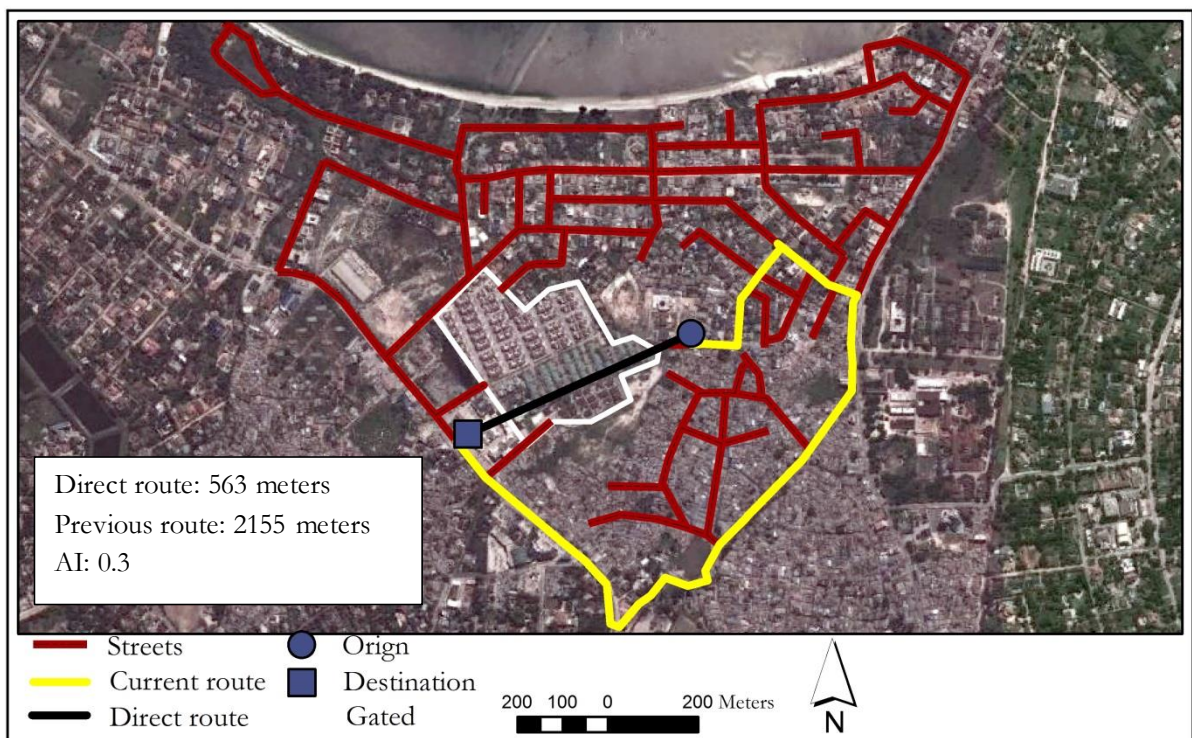 Direct route: 563 meters
Previous route: 2155 meters
AI: 0.3
Streets
Orign
Current route
Destination
Direct route
Gated
200 100 0 200 Meters
N